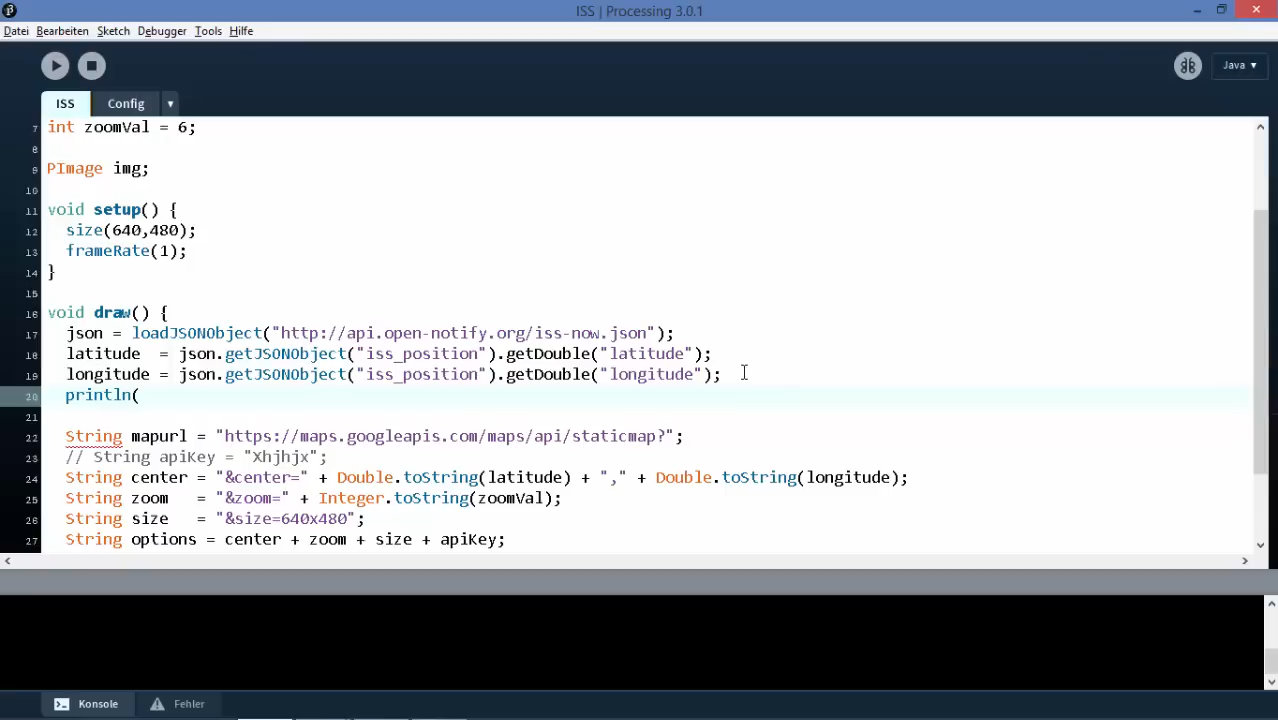 ISS | Processing 3.0.1
Datei Bearbeiten Sketch Debugger Tools Hilfe
Java ▾
ISS Config ▾
7 int zoomVal = 6;
8
9 PImage img;
10
11 void setup() {
12 size(640,480);
13 frameRate(1);
14 }
15
16 void draw() {
17 json = loadJSONObject("http://api.open-notify.org/iss-now.json");
18 latitude  = json.getJSONObject("iss_position").getDouble("latitude");
19 longitude = json.getJSONObject("iss_position").getDouble("longitude");
20 println(
21
22 String mapurl = "https://maps.googleapis.com/maps/api/staticmap?";
23 // String apiKey = "Xhjhjx";
24 String center = "&center=" + Double.toString(latitude) + "," + Double.toString(longitude);
25 String zoom   = "&zoom=" + Integer.toString(zoomVal);
26 String size   = "&size=640x480";
27 String options = center + zoom + size + apiKey;
Konsole Fehler